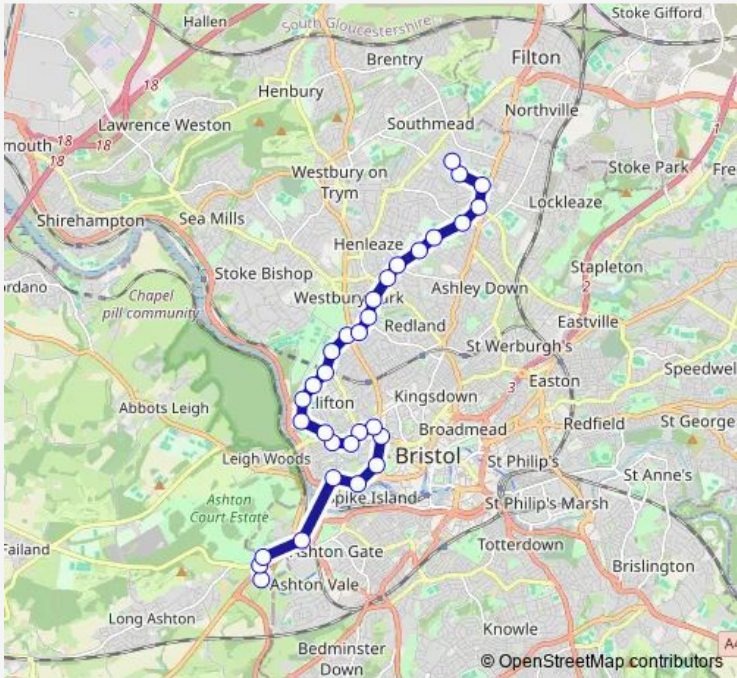 Hallen
South Gloucestershire
Stoke Gifford
Brentry
Filton
18
Henbury
Northville
Lawrence Weston
Southmead
1
mouth
18
18
18
Westbury on
Trym
Stoke Park
Fre
Shirehampton
Sea Mills
Lockleaze
Henleaze
Stoke Bishop
Stapleton
ordano
Chapel
pill community
Westbury Park
Ashley Down
2
Redland
Eastville
St Werburgh's
Speedwel
3
Easton
Abbots Leigh
Clifton
Kingsdown
Redfield
St George
Broadmead
Leigh Woods
Bristol
St Philip's
St Anne's
Ashton
Court Estate
Spike Island
St Philip's Marsh
Failand
Ashton Gate
Totterdown
Brislington
Ashton Vale
Long Ashton
Knowle
Bedminster
Down
A4
© OpenStreetMap contributors